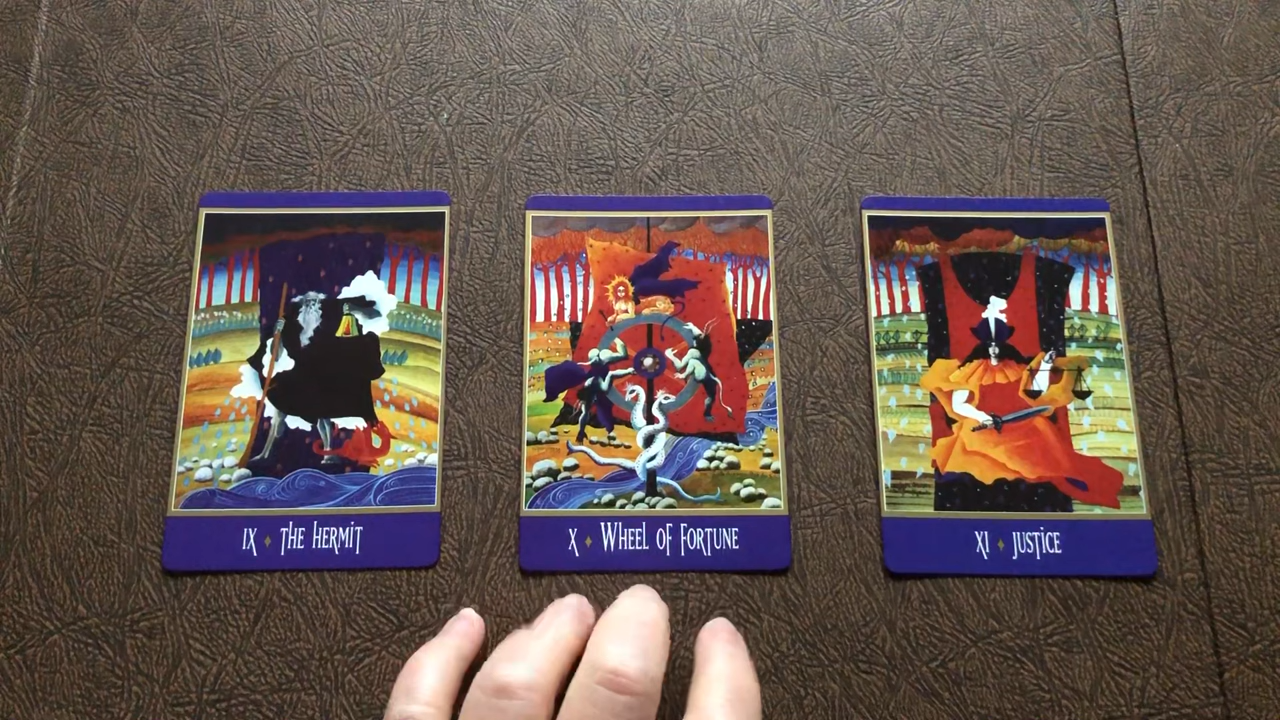 IX ♦ THE HERMIT
X ♦ WHEEL OF FORTUNE
XI ♦ JUSTICE